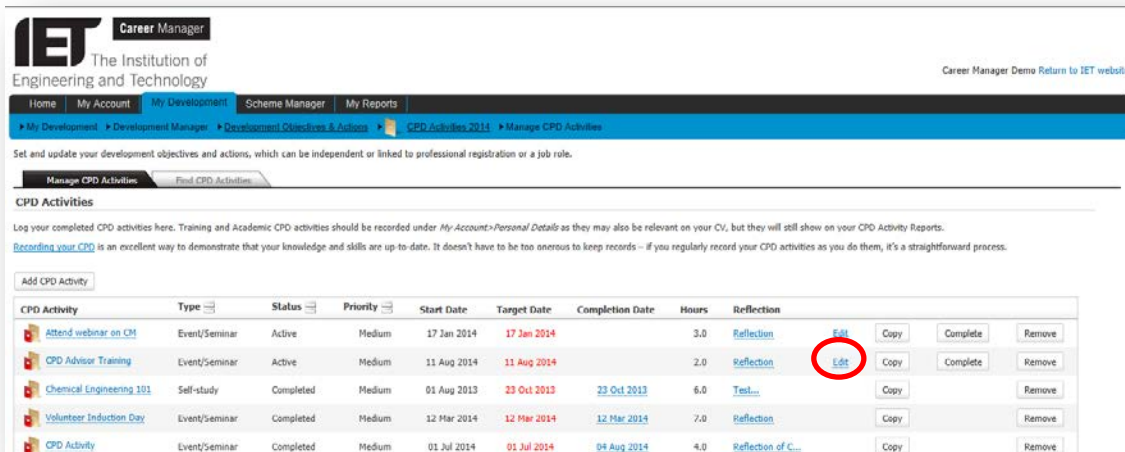 IET Career Manager
The Institution of
Engineering and Technology
Career Manager Demo Return to IET websit
Home My Account My Development Scheme Manager My Reports
My Development Development Manager Development Objectives & Actions CPD Activities 2014 Manage CPD Activities
Set and update your development objectives and actions, which can be independent or linked to professional registration or a job role.
Manage CPD Activities Find CPD Activities
CPD Activities
Log your completed CPD activities here. Training and Academic CPD activities should be recorded under My Account>Personal Details as they may also be relevant on your CV, but they will still show on your CPD Activity Reports.
Recording your CPD is an excellent way to demonstrate that your knowledge and skills are up-to-date. It doesn't have to be too onerous to keep records – if you regularly record your CPD activities as you do them, it's a straightforward process.
Add CPD Activity
CPD Activity Type Status Priority Start Date Target Date Completion Date Hours Reflection
Attend webinar on CM Event/Seminar Active Medium 17 Jan 2014 17 Jan 2014 3.0 Reflection Edit Copy Complete Remove
CPD Advisor Training Event/Seminar Active Medium 11 Aug 2014 11 Aug 2014 2.0 Reflection Edit Copy Complete Remove
Chemical Engineering 101 Self-study Completed Medium 01 Aug 2013 23 Oct 2013 23 Oct 2013 6.0 Test... Copy Remove
Volunteer Induction Day Event/Seminar Completed Medium 12 Mar 2014 12 Mar 2014 12 Mar 2014 7.0 Reflection Copy Remove
CPD Activity Event/Seminar Completed Medium 01 Jul 2014 01 Jul 2014 04 Aug 2014 4.0 Reflection of C... Copy Remove